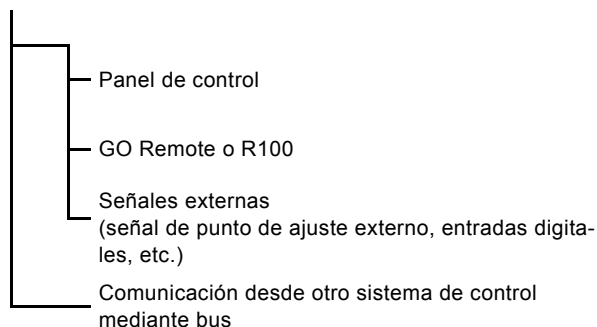 Panel de control
GO Remote o R100
Señales externas
(señal de punto de ajuste externo, entradas digita-
les, etc.)
Comunicación desde otro sistema de control
mediante bus